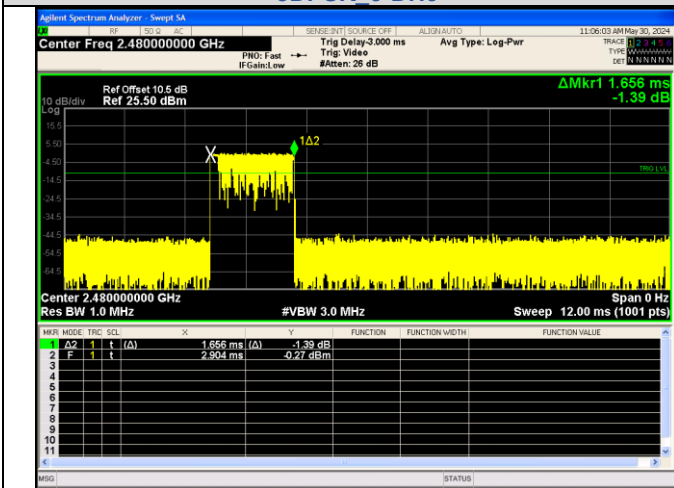 Agilent Spectrum Analyzer - Swept SA
RF 50 Ω AC SENSE:INT SOURCE OFF ALIGN AUTO 11:06:03 AM May 30, 2024
Center Freq 2.480000000 GHz Trig Delay-3.000 ms Avg Type: Log-Pwr TRACE 1 2 3 4 5 6
PNO: Fast Trig: Video TYPE
IFGain:Low #Atten: 26 dB DET N N N N N N
ΔMkr1 1.656 ms
Ref Offset 10.5 dB -1.39 dB
10 dB/div Ref 25.50 dBm
Log
15.5
5.50 1Δ2
-4.50
TRIG LVL
-14.5
-24.5
-34.5
-44.5
-54.5
-64.5
Center 2.480000000 GHz Span 0 Hz
Res BW 1.0 MHz #VBW 3.0 MHz Sweep 12.00 ms (1001 pts)
MKR MODE TRC SCL X Y FUNCTION FUNCTION WIDTH FUNCTION VALUE
1 Δ2 1 t (Δ) 1.656 ms (Δ) -1.39 dB
2 F 1 t 2.904 ms -0.27 dBm
3
4
5
6
7
8
9
10
11
MSG STATUS